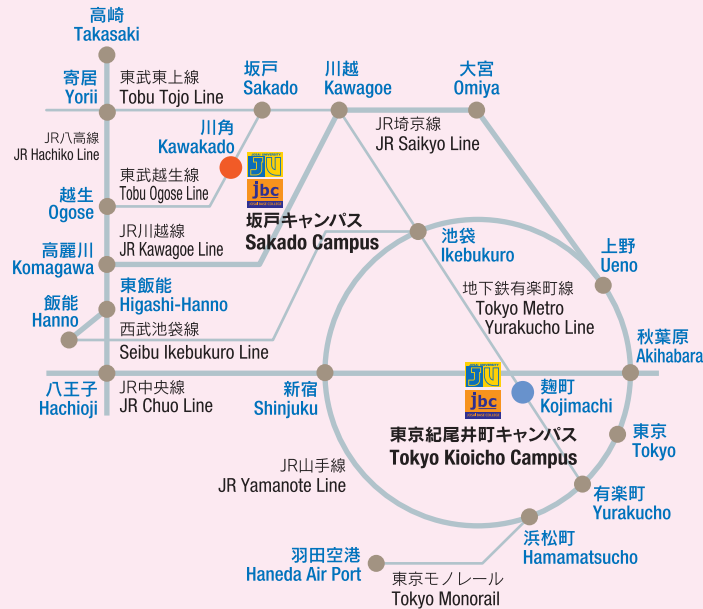 高崎
Takasaki
寄居
Yorii
東武東上線
Tobu Tojo Line
坂戸
Sakado
川越
Kawagoe
大宮
Omiya
JR八高線
JR Hachiko Line
川角
Kawakado
JR埼京線
JR Saikyo Line
東武越生線
Tobu Ogose Line
越生
Ogose
JU
jbc
坂戸キャンパス
Sakado Campus
JR川越線
JR Kawagoe Line
高麗川
Komagawa
池袋
Ikebukuro
上野
Ueno
東飯能
Higashi-Hanno
飯能
Hanno
地下鉄有楽町線
Tokyo Metro
Yurakucho Line
西武池袋線
Seibu Ikebukuro Line
秋葉原
Akihabara
八王子
Hachioji
JR中央線
JR Chuo Line
新宿
Shinjuku
JU
jbc
麹町
Kojimachi
東京紀尾井町キャンパス
Tokyo Kioicho Campus
東京
Tokyo
JR山手線
JR Yamanote Line
有楽町
Yurakucho
浜松町
Hamamatsucho
羽田空港
Haneda Air Port
東京モノレール
Tokyo Monorail